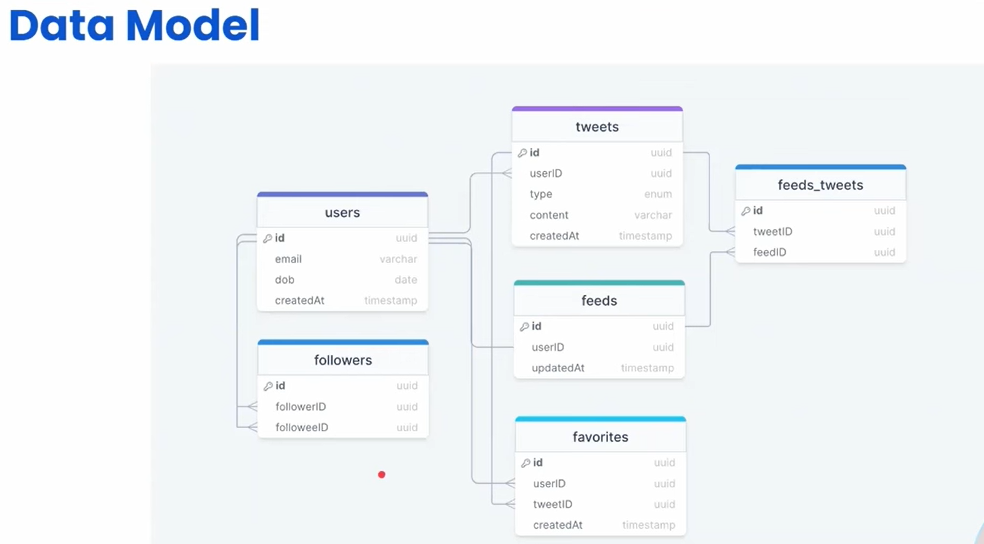 Data Model
users
id uuid
email varchar
dob date
createdAt timestamp
followers
id uuid
followerID uuid
followeeID uuid
tweets
id uuid
userID uuid
type enum
content varchar
createdAt timestamp
feeds
id uuid
userID uuid
updatedAt timestamp
favorites
id uuid
userID uuid
tweetID uuid
createdAt timestamp
feeds_tweets
id uuid
tweetID uuid
feedID uuid